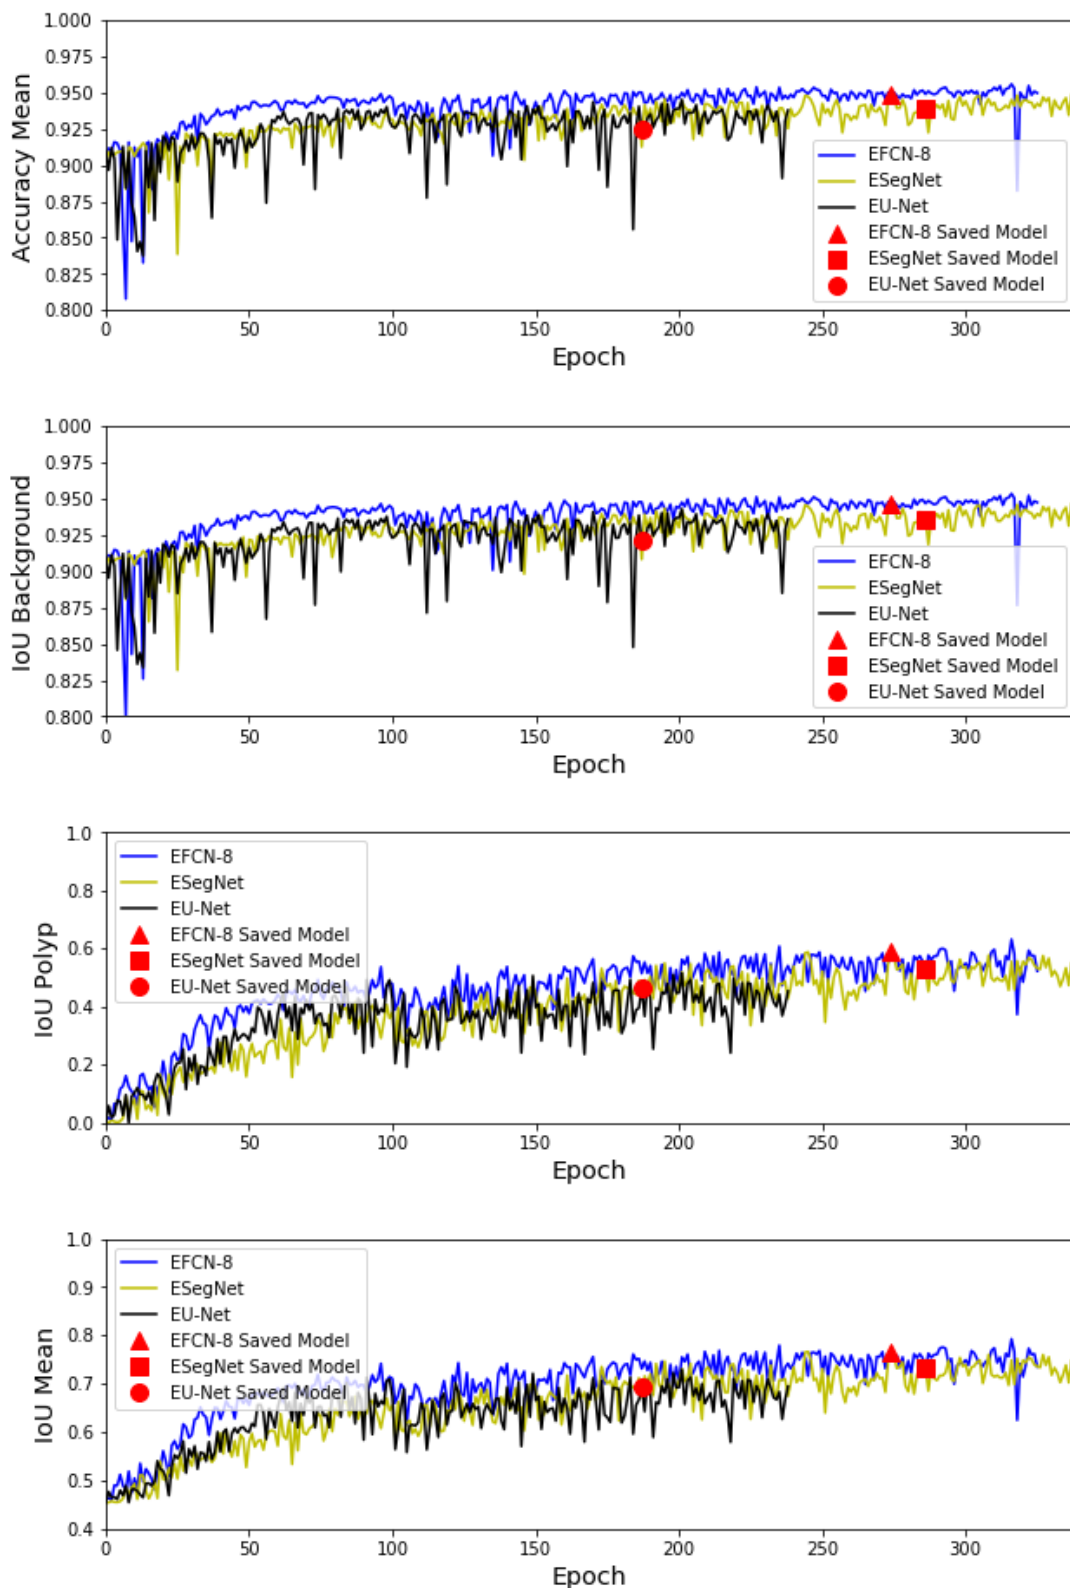 1.000
0.975
0.950
0.925
0.900
0.875
0.850
0.825
0.800
Accuracy Mean
EFCN-8
ESegNet
EU-Net
EFCN-8 Saved Model
ESegNet Saved Model
EU-Net Saved Model
0 50 100 150 200 250 300
Epoch
1.000
0.975
0.950
0.925
0.900
0.875
0.850
0.825
0.800
IoU Background
EFCN-8
ESegNet
EU-Net
EFCN-8 Saved Model
ESegNet Saved Model
EU-Net Saved Model
0 50 100 150 200 250 300
Epoch
1.0
0.8
0.6
0.4
0.2
0.0
IoU Polyp
EFCN-8
ESegNet
EU-Net
EFCN-8 Saved Model
ESegNet Saved Model
EU-Net Saved Model
0 50 100 150 200 250 300
Epoch
1.0
0.9
0.8
0.7
0.6
0.5
0.4
IoU Mean
EFCN-8
ESegNet
EU-Net
EFCN-8 Saved Model
ESegNet Saved Model
EU-Net Saved Model
0 50 100 150 200 250 300
Epoch